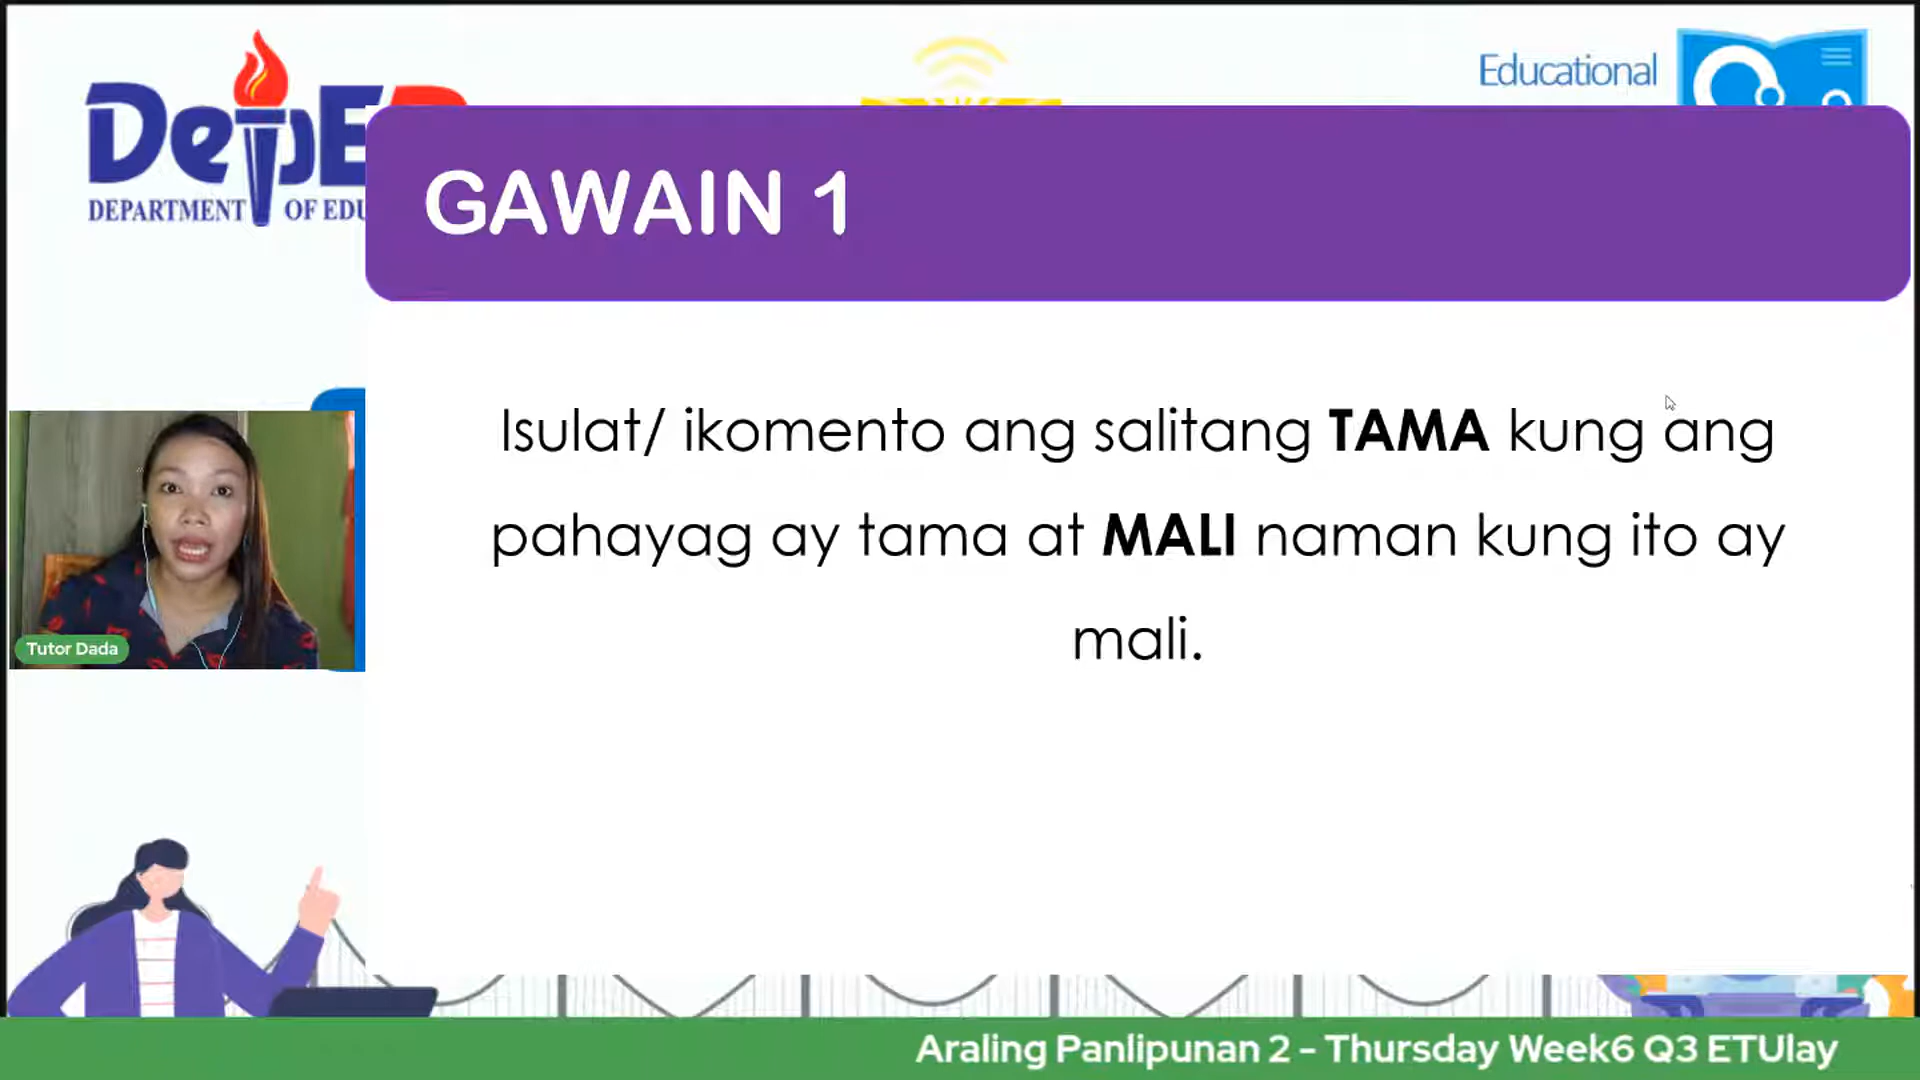 DepE
DEPARTMENT OF EDU
Educational
GAWAIN 1
Isulat/ ikomento ang salitang TAMA kung ang
pahayag ay tama at MALI naman kung ito ay
mali.
Tutor Dada
Araling Panlipunan 2 - Thursday Week6 Q3 ETUlay